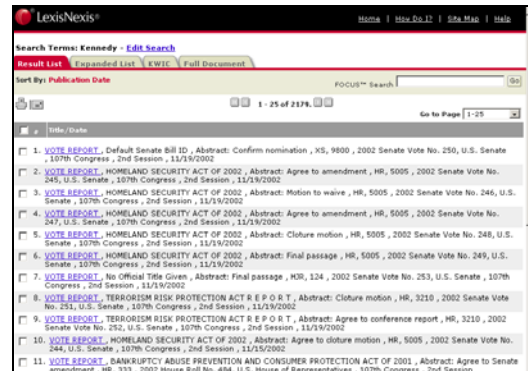 LexisNexis®
Home | How Do I? | Site Map | Help
Search Terms: Kennedy - Edit Search
Result List Expanded List KWIC Full Document
Sort By: Publication Date
FOCUS™ Search Go
1 - 25 of 2179.
Go to Page 1-25
# Title/Date
1. VOTE REPORT , Default Senate Bill ID , Abstract: Confirm nomination , XS, 9800 , 2002 Senate Vote No. 250, U.S. Senate
, 107th Congress , 2nd Session , 11/19/2002
2. VOTE REPORT , HOMELAND SECURITY ACT OF 2002 , Abstract: Agree to amendment , HR, 5005 , 2002 Senate Vote No.
245, U.S. Senate , 107th Congress , 2nd Session , 11/19/2002
3. VOTE REPORT , HOMELAND SECURITY ACT OF 2002 , Abstract: Motion to waive , HR, 5005 , 2002 Senate Vote No. 246, U.S.
Senate , 107th Congress , 2nd Session , 11/19/2002
4. VOTE REPORT , HOMELAND SECURITY ACT OF 2002 , Abstract: Agree to amendment , HR, 5005 , 2002 Senate Vote No.
247, U.S. Senate , 107th Congress , 2nd Session , 11/19/2002
5. VOTE REPORT , HOMELAND SECURITY ACT OF 2002 , Abstract: Cloture motion , HR, 5005 , 2002 Senate Vote No. 248, U.S.
Senate , 107th Congress , 2nd Session , 11/19/2002
6. VOTE REPORT , HOMELAND SECURITY ACT OF 2002 , Abstract: Final passage , HR, 5005 , 2002 Senate Vote No. 249, U.S.
Senate , 107th Congress , 2nd Session , 11/19/2002
7. VOTE REPORT , No Official Title Given , Abstract: Final passage , HJR, 124 , 2002 Senate Vote No. 253, U.S. Senate , 107th
Congress , 2nd Session , 11/19/2002
8. VOTE REPORT , TERRORISM RISK PROTECTION ACT R E P O R T , Abstract: Cloture motion , HR, 3210 , 2002 Senate Vote
No. 251, U.S. Senate , 107th Congress , 2nd Session , 11/19/2002
9. VOTE REPORT , TERRORISM RISK PROTECTION ACT R E P O R T , Abstract: Agree to conference report , HR, 3210 , 2002
Senate Vote No. 252, U.S. Senate , 107th Congress , 2nd Session , 11/19/2002
10. VOTE REPORT , HOMELAND SECURITY ACT OF 2002 , Abstract: Agree to cloture motion , HR, 5005 , 2002 Senate Vote No.
244, U.S. Senate , 107th Congress , 2nd Session , 11/15/2002
11. VOTE REPORT , BANKRUPTCY ABUSE PREVENTION AND CONSUMER PROTECTION ACT OF 2001 , Abstract: Agree to Senate
amendment , HR, 333 , 2002 House Roll No. 484, U.S. House of Representatives , 107th Congress , 2nd Session